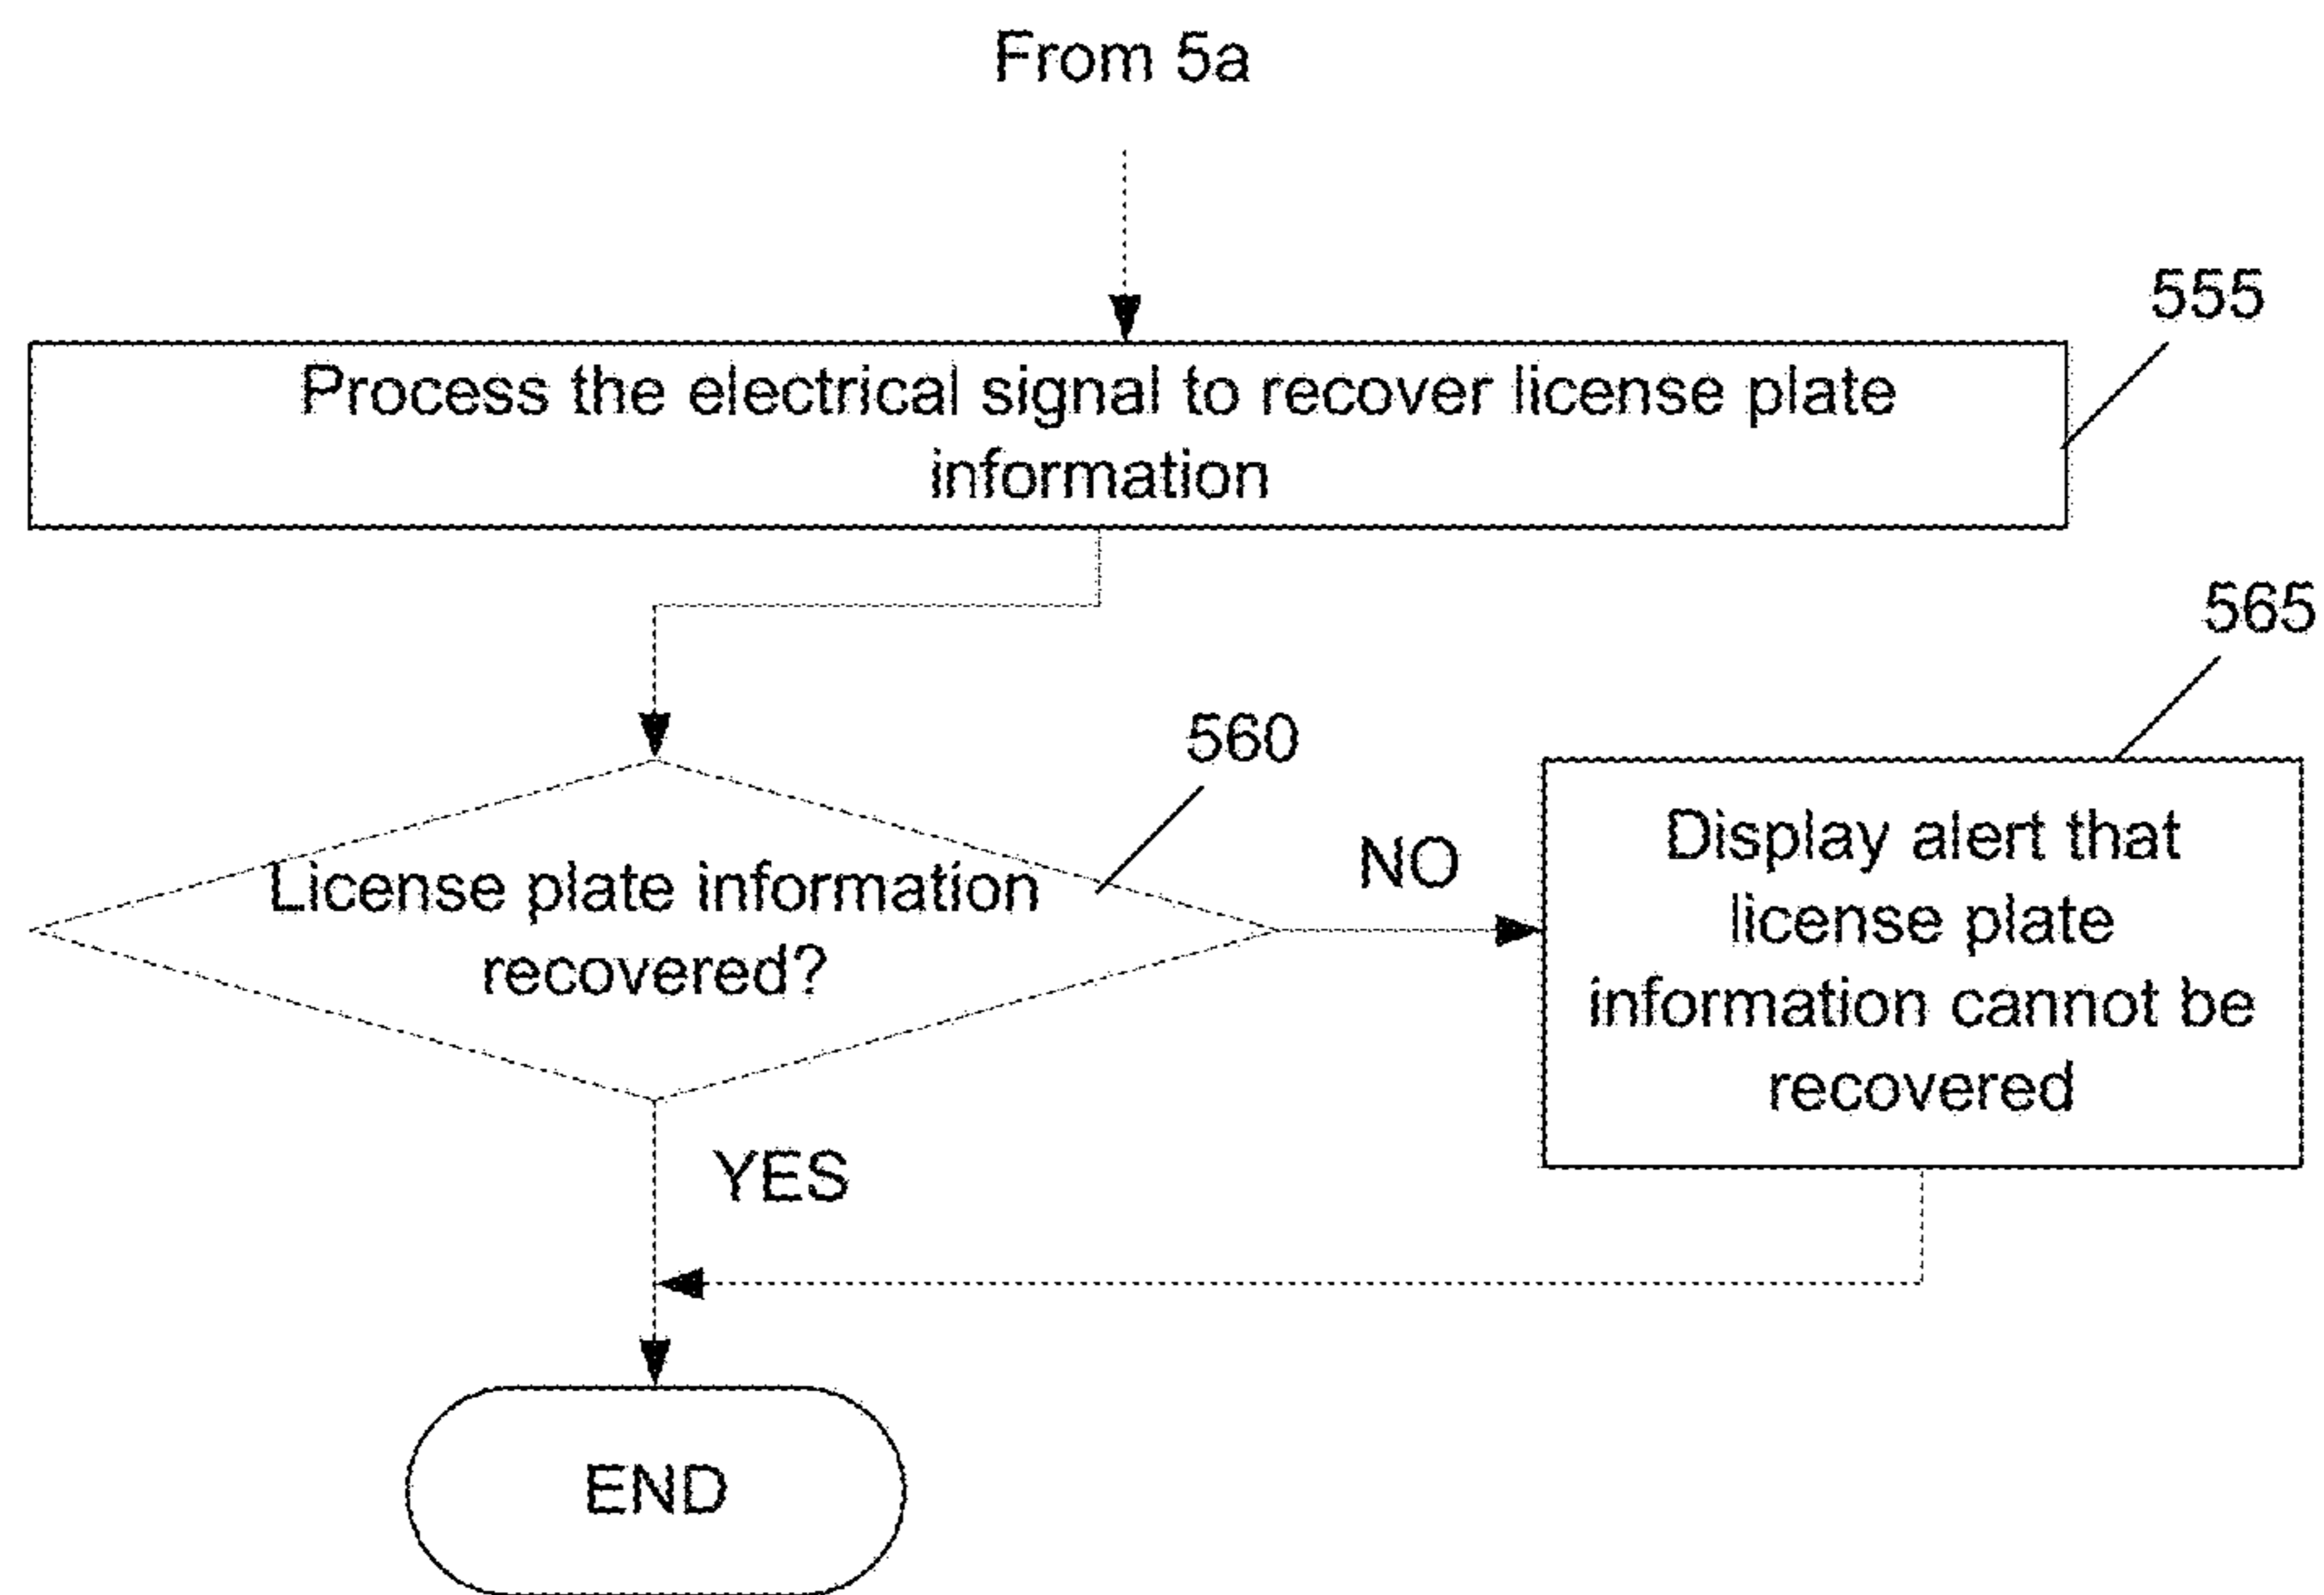 From 5a
555
Process the electrical signal to recover license plate
information
565
560
License plate information
recovered?
NO
Display alert that
license plate
information cannot be
recovered
YES
END